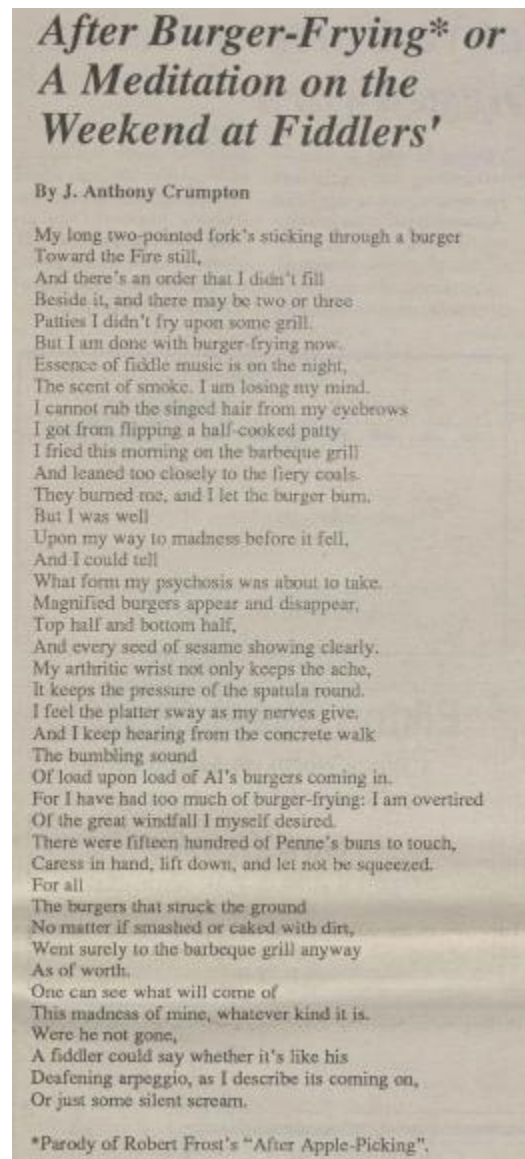 After Burger-Frying* or
A Meditation on the
Weekend at Fiddlers'
By J. Anthony Crumpton
My long two-pointed fork's sticking through a burger
Toward the Fire still,
And there's an order that I didn't fill
Beside it, and there may be two or three
Patties I didn't fry upon some grill.
But I am done with burger-frying now.
Essence of fiddle music is on the night,
The scent of smoke. I am losing my mind.
I cannot rub the singed hair from my eyebrows
I got from flipping a half-cooked patty
I fried this morning on the barbeque grill
And leaned too closely to the fiery coals.
They burned me, and I let the burger burn.
But I was well
Upon my way to madness before it fell,
And I could tell
What form my psychosis was about to take.
Magnified burgers appear and disappear,
Top half and bottom half,
And every seed of sesame showing clearly.
My arthritic wrist not only keeps the ache,
It keeps the pressure of the spatula round.
I feel the platter sway as my nerves give.
And I keep hearing from the concrete walk
The bumbling sound
Of load upon load of Al's burgers coming in.
For I have had too much of burger-frying: I am overtired
Of the great windfall I myself desired.
There were fifteen hundred of Penne's buns to touch,
Caress in hand, lift down, and let not be squeezed.
For all
The burgers that struck the ground
No matter if smashed or caked with dirt,
Went surely to the barbeque grill anyway
As of worth.
One can see what will come of
This madness of mine, whatever kind it is.
Were he not gone,
A fiddler could say whether it's like his
Deafening arpeggio, as I describe its coming on,
Or just some silent scream.
*Parody of Robert Frost's "After Apple-Picking".